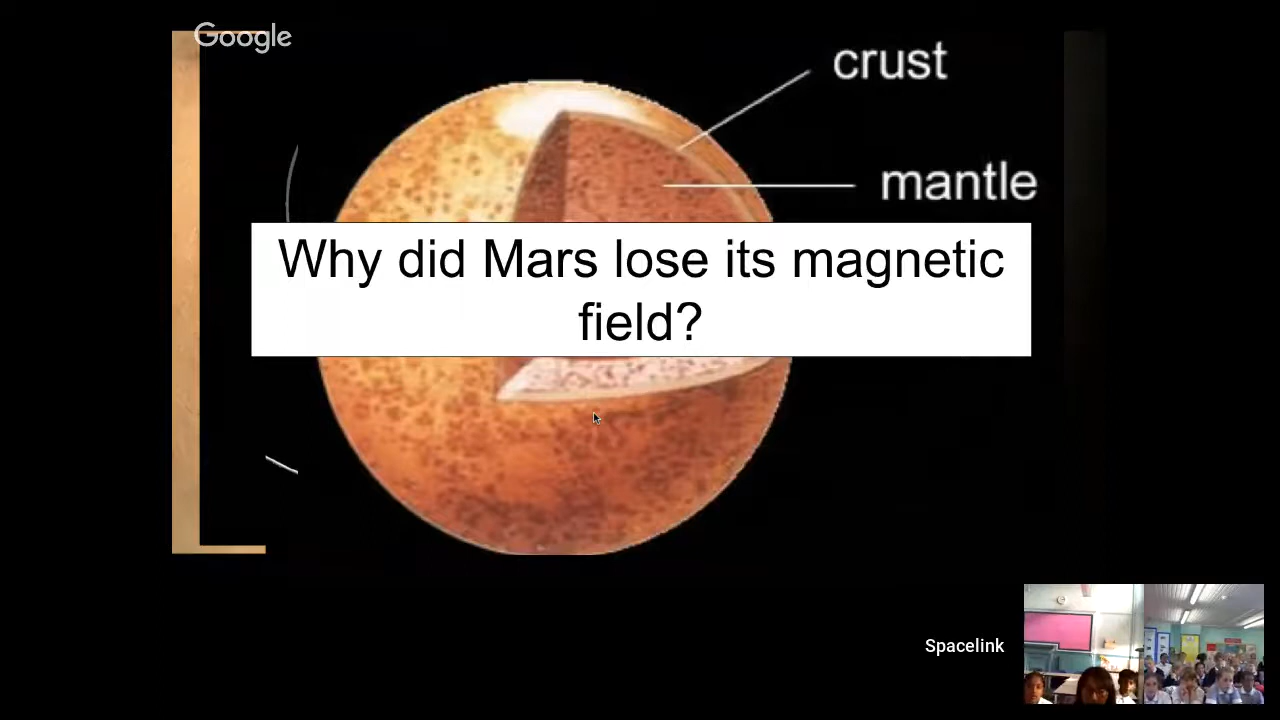 Google
crust
mantle
Why did Mars lose its magnetic
field?
Spacelink